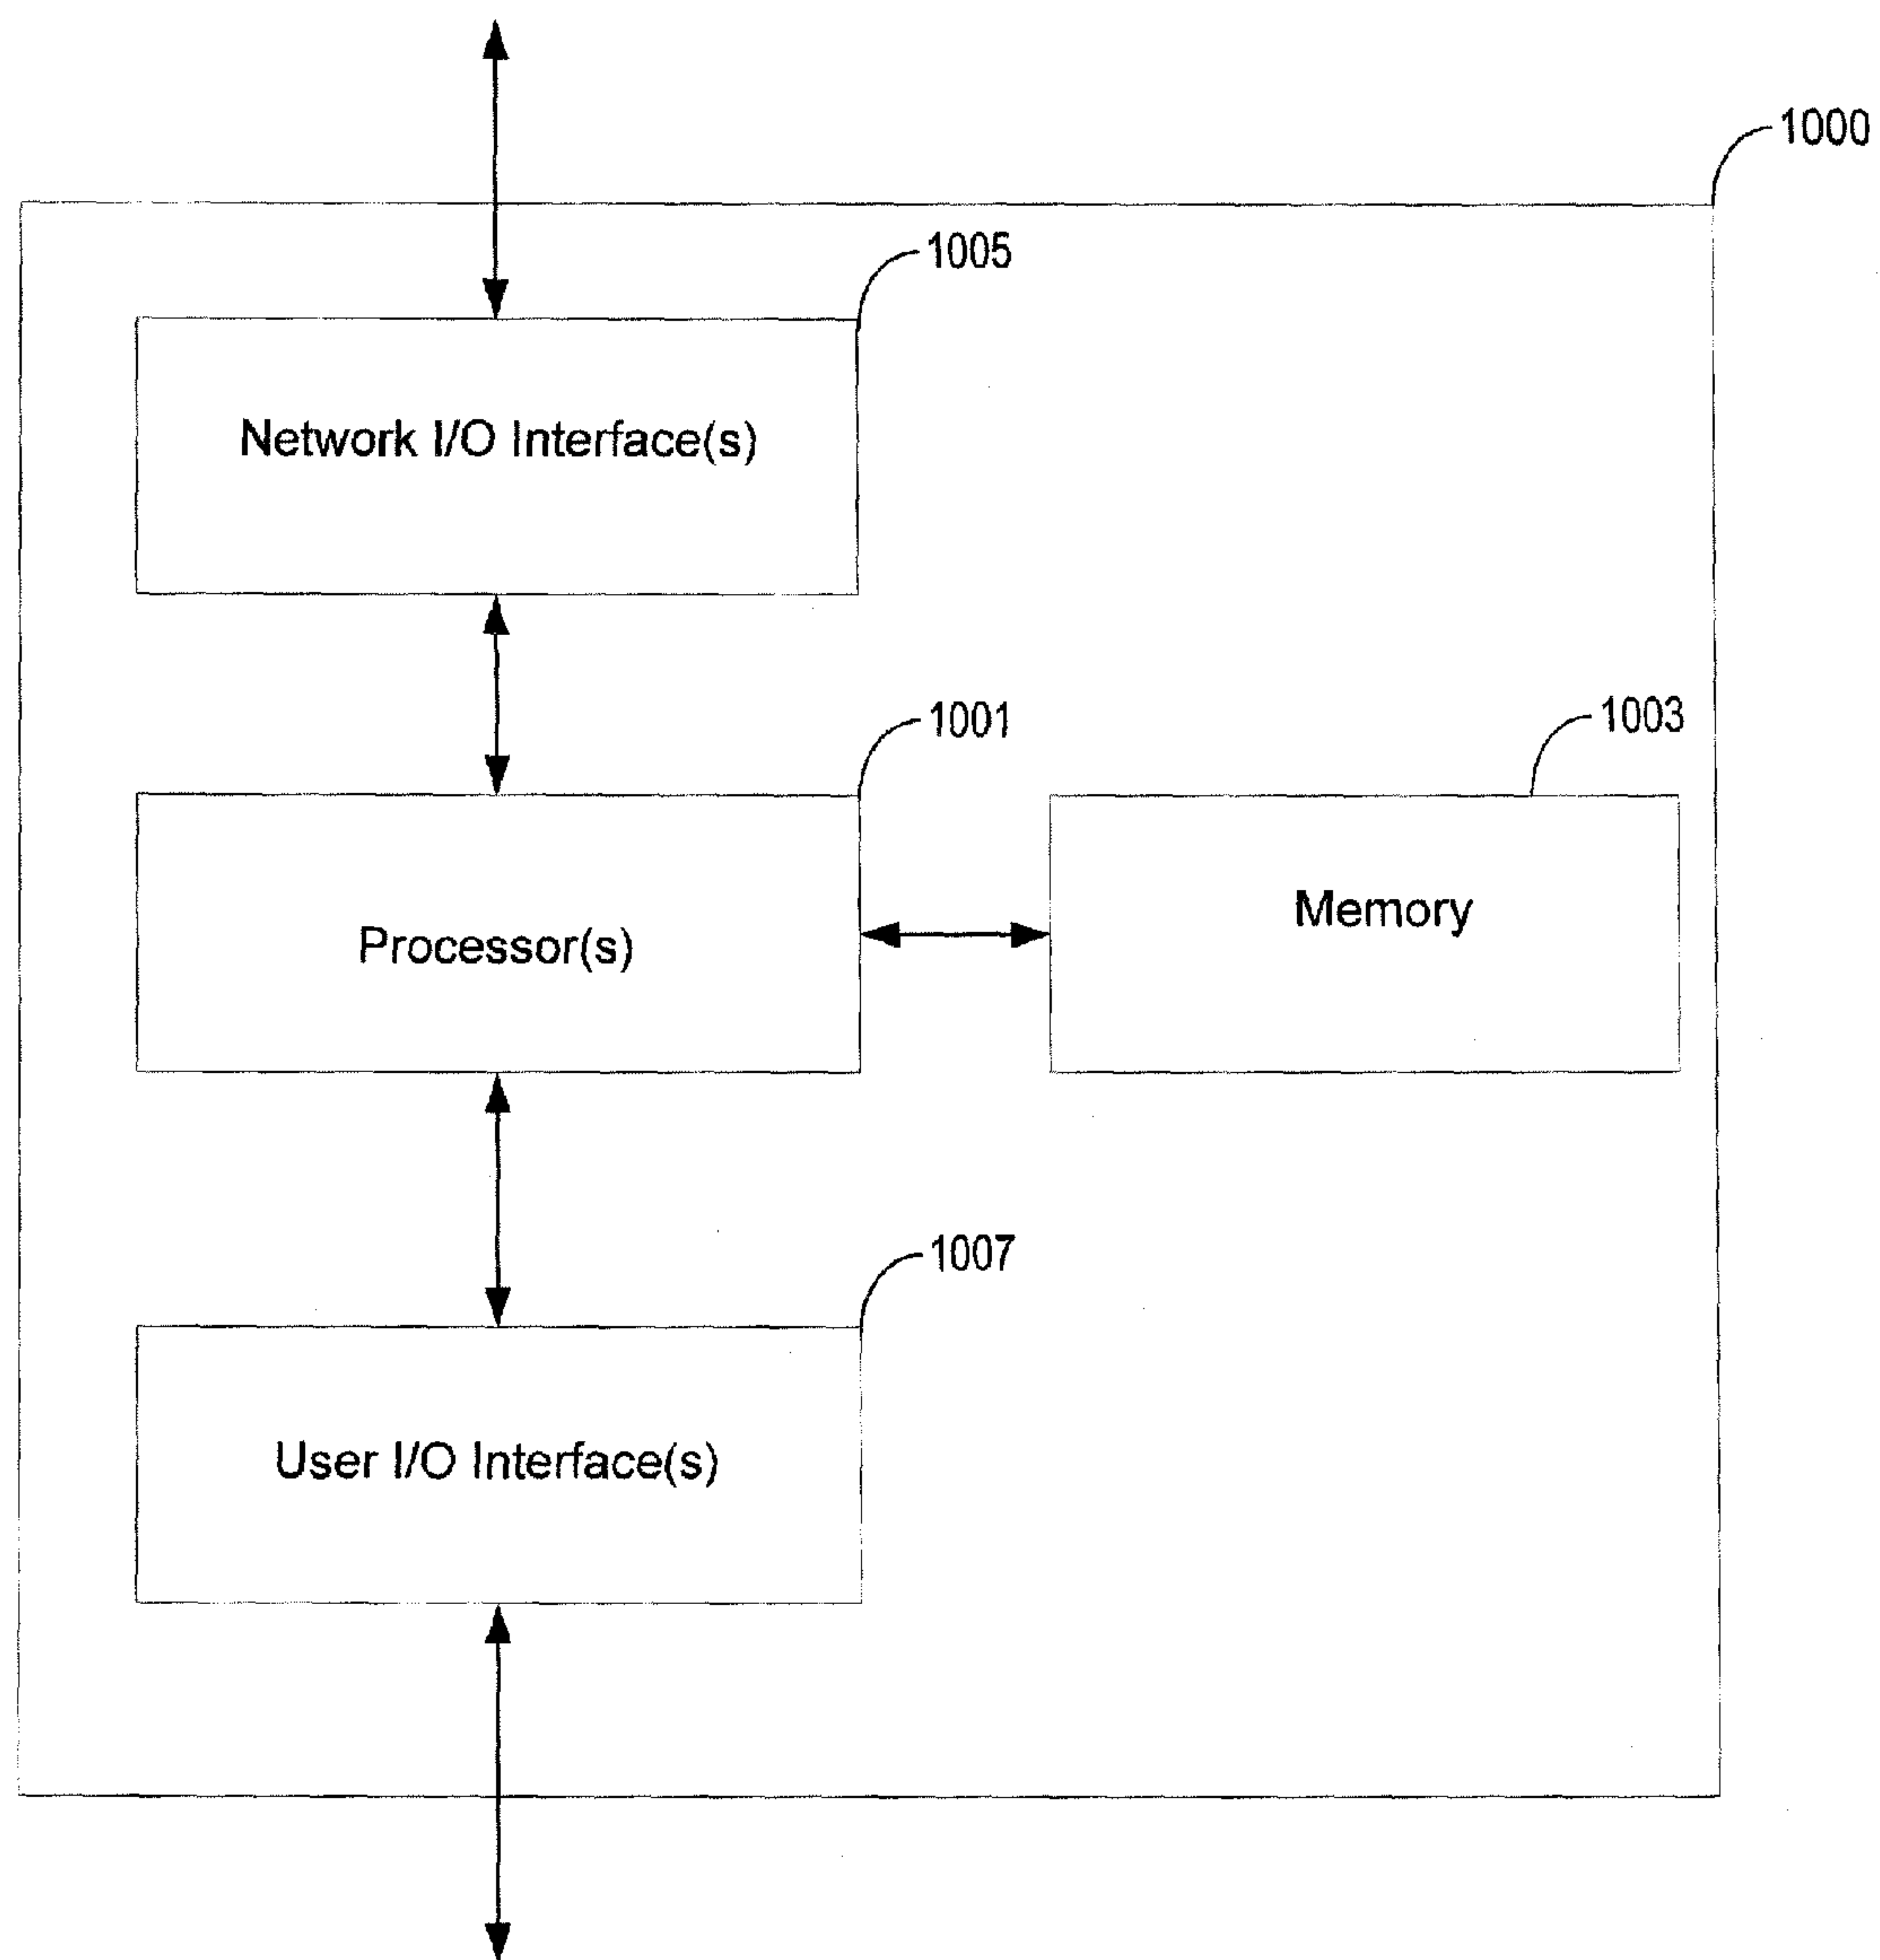 1000
1005
Network I/O Interface(s)
1001
1003
Processor(s)
Memory
1007
User I/O Interface(s)